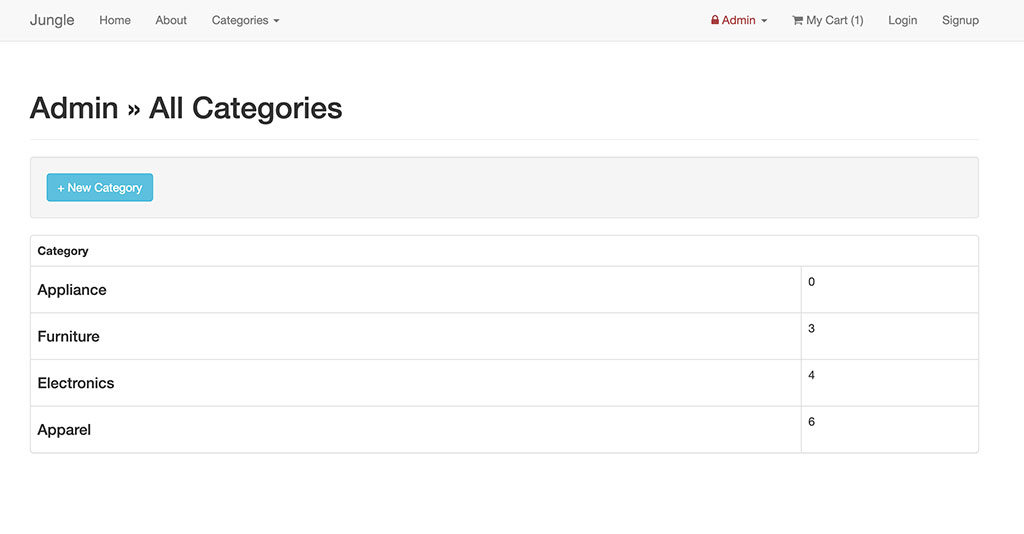 Jungle Home About Categories Admin My Cart (1) Login Signup
Admin » All Categories
+ New Category
Category
Appliance 0
Furniture 3
Electronics 4
Apparel 6